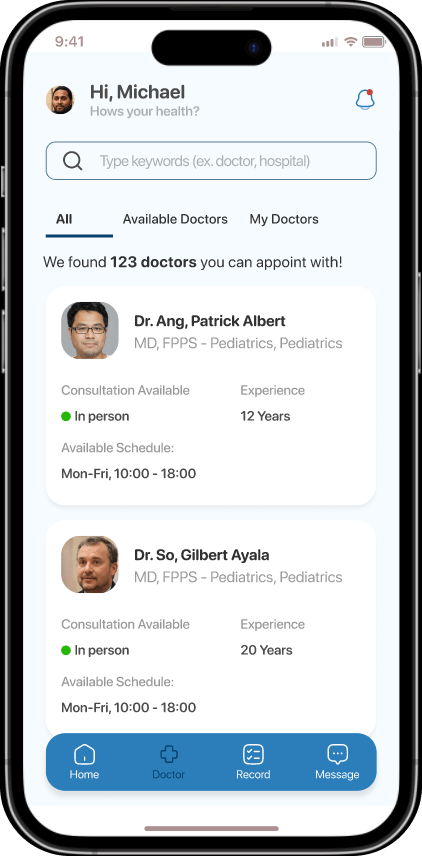 9:41
Hi, Michael
Hows your health?
Type keywords (ex. doctor, hospital)
All Available Doctors My Doctors
We found 123 doctors you can appoint with!
Dr. Ang, Patrick Albert
MD, FPPS - Pediatrics, Pediatrics
Consultation Available Experience
In person 12 Years
Available Schedule:
Mon-Fri, 10:00 - 18:00
Dr. So, Gilbert Ayala
MD, FPPS - Pediatrics, Pediatrics
Consultation Available Experience
In person 20 Years
Available Schedule:
Mon-Fri, 10:00 - 18:00
Home Doctor Record Message